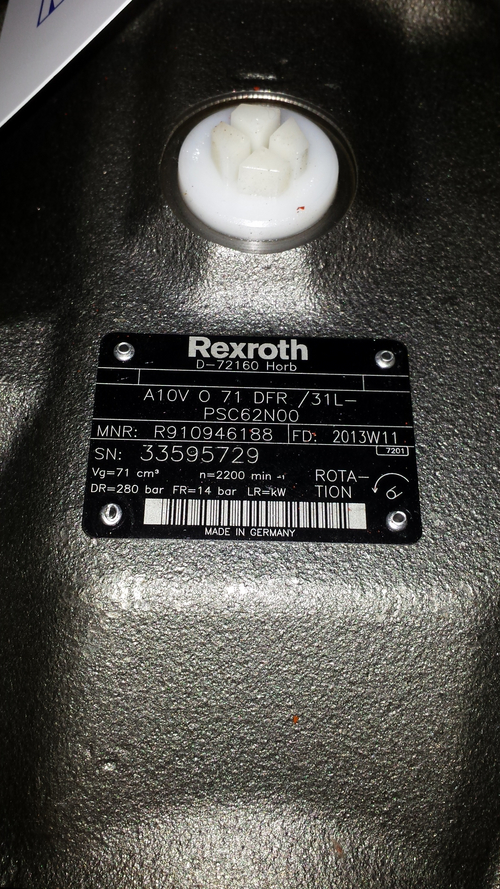 Rexroth
D-72160 Horb
A10V O 71 DFR /31L-
PSC62N00
MNR: R910946188 FD: 2013W11
7201
SN: 33595729
Vg=71 cm³ n=2200 min -1
DR=280 bar FR=14 bar LR=kW
ROTA-
TION
MADE IN GERMANY